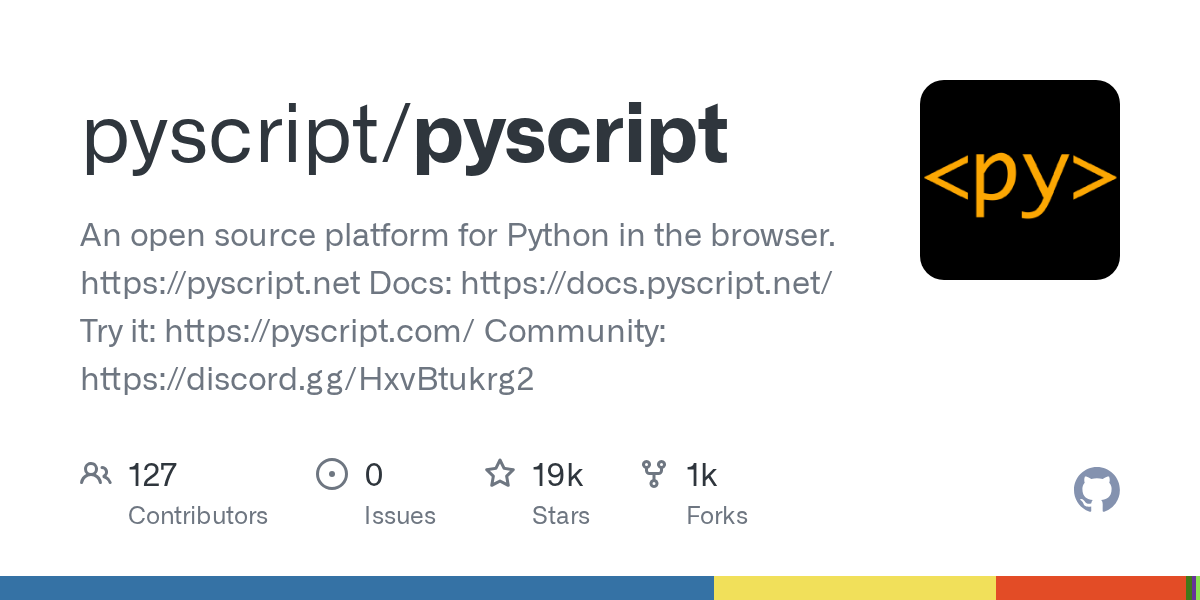 pyscript/pyscript
<py>
An open source platform for Python in the browser.
https://pyscript.net Docs: https://docs.pyscript.net/
Try it: https://pyscript.com/ Community:
https://discord.gg/HxvBtukrg2
127 0 19k 1k
Contributors Issues Stars Forks